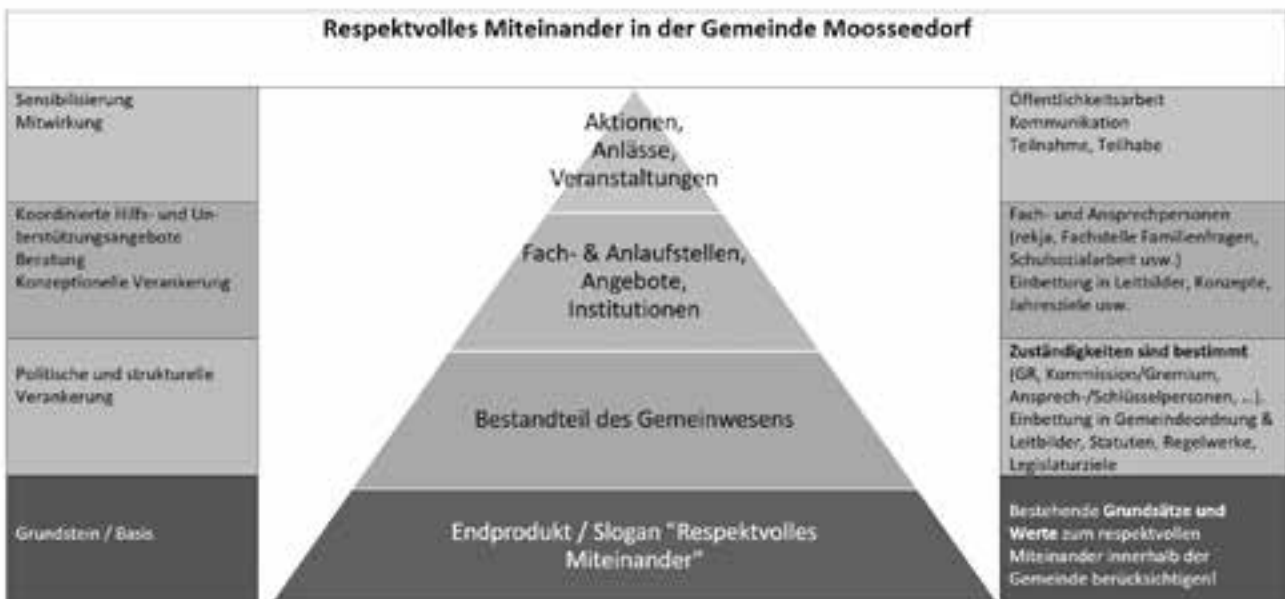 Respektvolles Miteinander in der Gemeinde Moosseedorf
Sensibilisierung
Mitwirkung
Aktionen,
Anlässe,
Veranstaltungen
Öffentlichkeitsarbeit
Kommunikation
Teilnahme, Teilhabe
Koordinierte Hilfs- und Un-
terstützungsangebote
Beratung
Konzeptionelle Verankerung
Fach- & Anlaufstellen,
Angebote,
Institutionen
Fach- und Ansprechpersonen
(rekja, Fachstelle Familienfragen,
Schulsozialarbeit usw.)
Einbettung in Leitbilder, Konzepte,
Jahresziele usw.
Politische und strukturelle
Verankerung
Bestandteil des Gemeinwesens
Zuständigkeiten sind bestimmt
(GR, Kommission/Gremium,
Ansprech-/Schlüsselpersonen, ...).
Einbettung in Gemeindeordnung &
Leitbilder, Statuten, Regelwerke,
Legislaturziele
Grundstein / Basis
Endprodukt / Slogan "Respektvolles
Miteinander"
Bestehende Grundsätze und
Werte zum respektvollen
Miteinander innerhalb der
Gemeinde berücksichtigen!